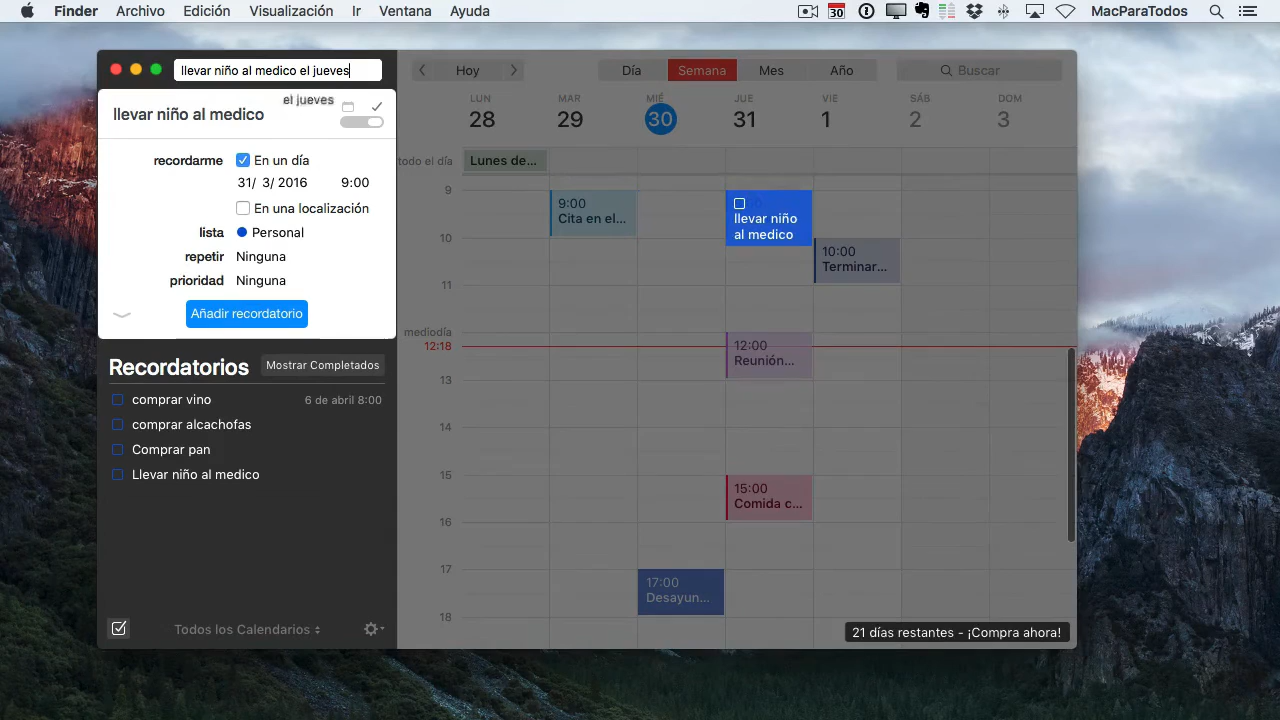 Finder Archivo Edición Visualización Ir Ventana Ayuda 30 MacParaTodos
llevar niño al medico el jueves
el jueves
llevar niño al medico
recordarme En un día
31/ 3/ 2016 9:00
En una localización
lista Personal
repetir Ninguna
prioridad Ninguna
Añadir recordatorio
Recordatorios Mostrar Completados
comprar vino 6 de abril 8:00
comprar alcachofas
Comprar pan
Llevar niño al medico
Todos los Calendarios
Hoy Día Semana Mes Año Buscar
LUN MAR MIÉ JUE VIE SÁB DOM
28 29 30 31 1 2 3
todo el día Lunes de...
9
9:00
Cita en el...
llevar niño
al medico
10
10:00
Terminar...
11
mediodía
12:18
12:00
Reunión...
13
14
15
15:00
Comida c...
16
17
17:00
Desayun...
18
21 días restantes - ¡Compra ahora!